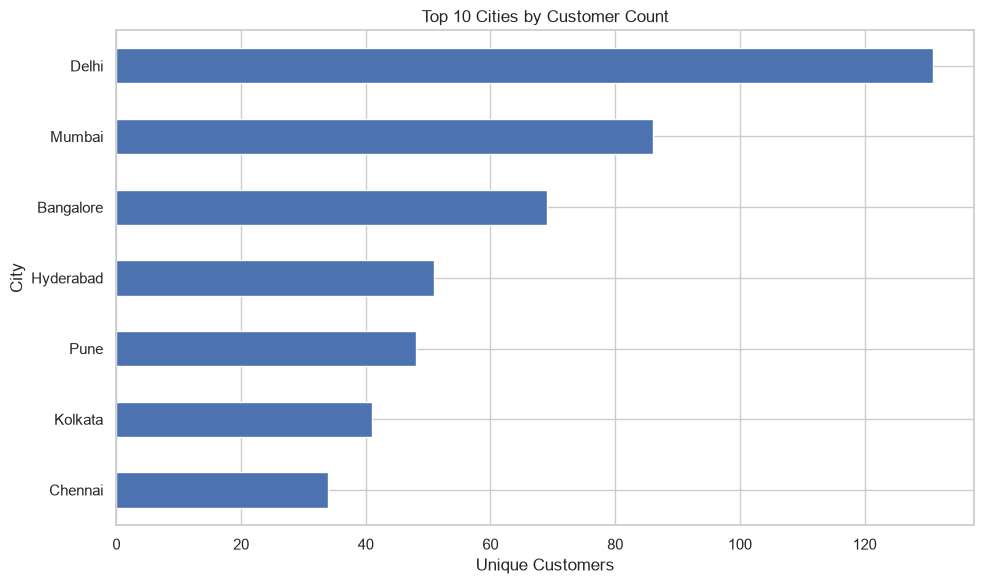 Top 10 Cities by Customer Count
City
Delhi
Mumbai
Bangalore
Hyderabad
Pune
Kolkata
Chennai
0 20 40 60 80 100 120
Unique Customers